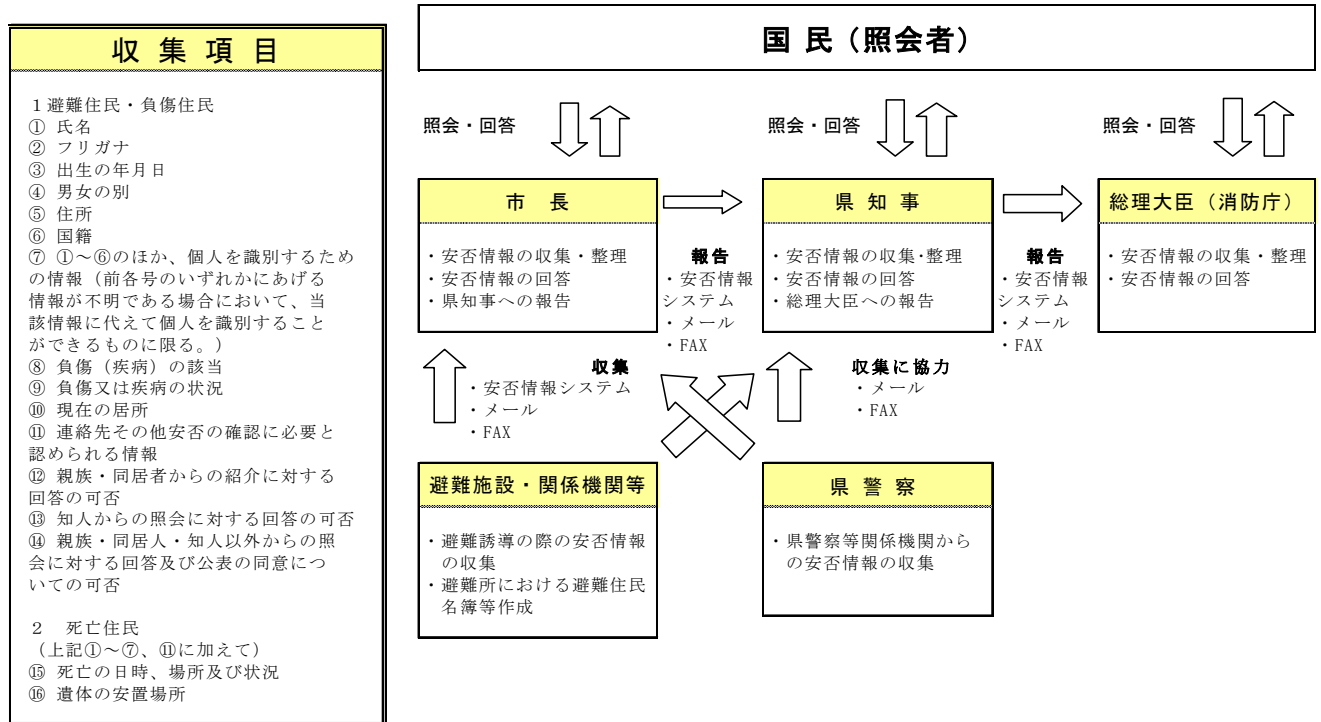 収 集 項 目
１避難住民・負傷住民
① 氏名
② フリガナ
③ 出生の年月日
④ 男女の別
⑤ 住所
⑥ 国籍
⑦ ①～⑥のほか、個人を識別するため
の情報（前各号のいずれかにあげる
情報が不明である場合において、当
該情報に代えて個人を識別すること
ができるものに限る。）
⑧ 負傷（疾病）の該当
⑨ 負傷又は疾病の状況
⑩ 現在の居所
⑪ 連絡先その他安否の確認に必要と
認められる情報
⑫ 親族・同居者からの紹介に対する
回答の可否
⑬ 知人からの照会に対する回答の可否
⑭ 親族・同居人・知人以外からの照
会に対する回答及び公表の同意につ
いての可否
２　死亡住民
（上記①～⑦、⑪に加えて）
⑮ 死亡の日時、場所及び状況
⑯ 遺体の安置場所
国 民（照会者）
照会・回答
照会・回答
照会・回答
市　長
・安否情報の収集・整理
・安否情報の回答
・県知事への報告
報告
・安否情報
システム
・メール
・FAX
県 知 事
・安否情報の収集・整理
・安否情報の回答
・総理大臣への報告
報告
・安否情報
システム
・メール
・FAX
総理大臣（消防庁）
・安否情報の収集・整理
・安否情報の回答
収集
・安否情報システム
・メール
・FAX
収集に協力
・メール
・FAX
避難施設・関係機関等
・避難誘導の際の安否情報
の収集
・避難所における避難住民
名簿等作成
県 警 察
・県警察等関係機関から
の安否情報の収集